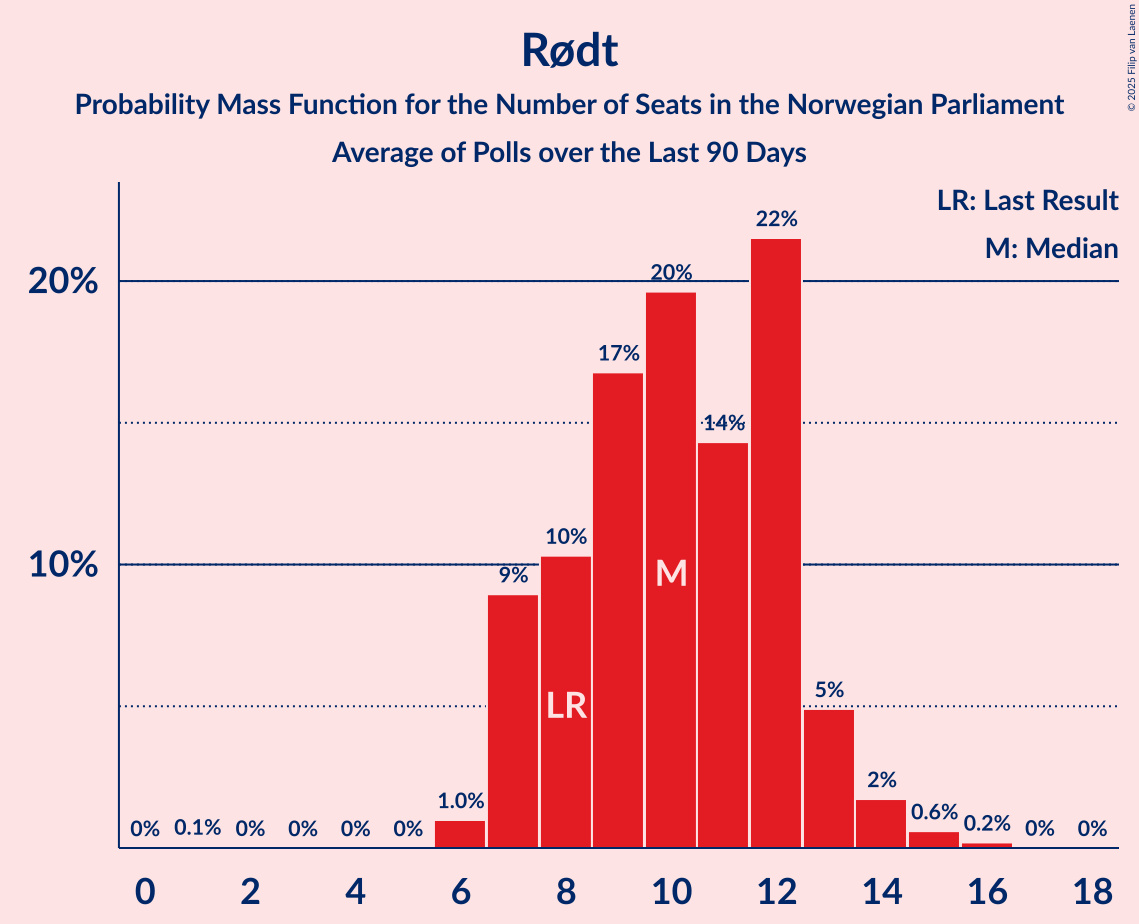 © 2025 Filip van Laenen
Rødt
Probability Mass Function for the Number of Seats in the Norwegian Parliament
Average of Polls over the Last 90 Days
LR: Last Result
M: Median
20%
10%
0%
0.1%
0%
0%
0%
0%
1.0%
9%
10%
17%
20%
14%
22%
5%
2%
0.6%
0.2%
0%
0%
LR
M
0 2 4 6 8 10 12 14 16 18